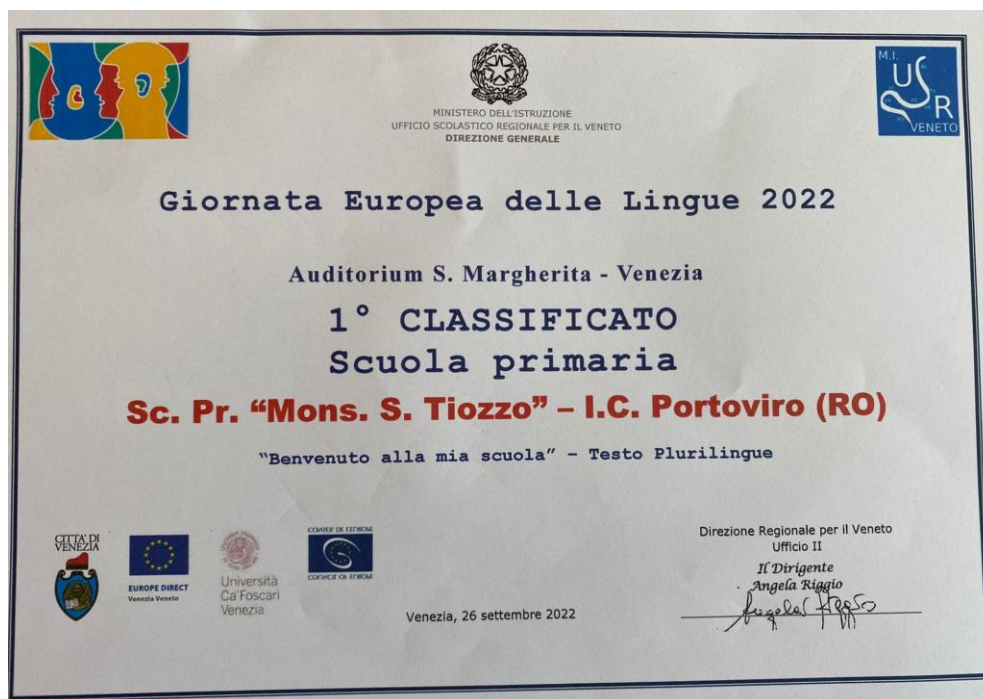 MINISTERO DELL'ISTRUZIONE
UFFICIO SCOLASTICO REGIONALE PER IL VENETO
DIREZIONE GENERALE
M.I.
USR
VENETO
Giornata Europea delle Lingue 2022
Auditorium S. Margherita - Venezia
1° CLASSIFICATO
Scuola primaria
Sc. Pr. “Mons. S. Tiozzo” – I.C. Portoviro (RO)
“Benvenuto alla mia scuola” – Testo Plurilingue
CITTA' DI
VENEZIA
EUROPE DIRECT
Venezia Veneto
Università
Ca'Foscari
Venezia
Venezia, 26 settembre 2022
Direzione Regionale per il Veneto
Ufficio II
Il Dirigente
Angela Riggio
Angela Riggio